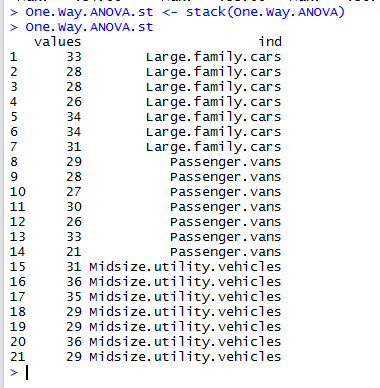 > One.Way.ANOVA.st <- stack(One.Way.ANOVA)
> One.Way.ANOVA.st
values ind
1 33 Large.family.cars
2 28 Large.family.cars
3 28 Large.family.cars
4 26 Large.family.cars
5 34 Large.family.cars
6 34 Large.family.cars
7 31 Large.family.cars
8 29 Passenger.vans
9 28 Passenger.vans
10 27 Passenger.vans
11 30 Passenger.vans
12 26 Passenger.vans
13 33 Passenger.vans
14 21 Passenger.vans
15 31 Midsize.utility.vehicles
16 36 Midsize.utility.vehicles
17 35 Midsize.utility.vehicles
18 29 Midsize.utility.vehicles
19 29 Midsize.utility.vehicles
20 36 Midsize.utility.vehicles
21 29 Midsize.utility.vehicles
>